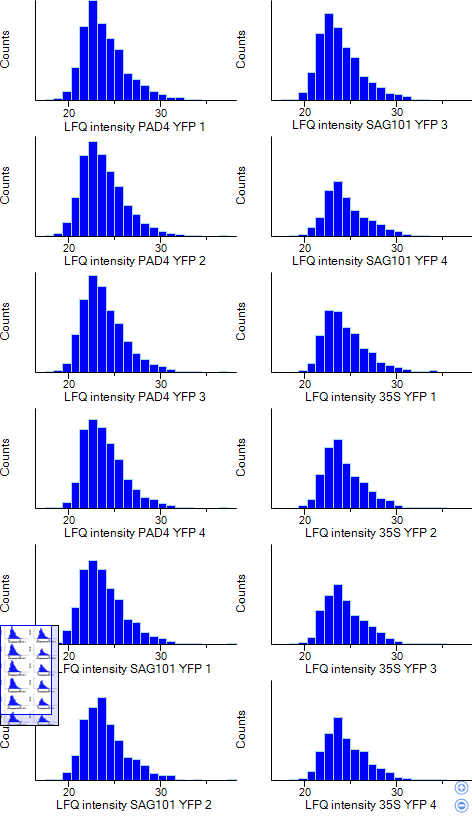 Counts
20 30
LFQ intensity PAD4 YFP 1
Counts
20 30
LFQ intensity SAG101 YFP 3
Counts
20 30
LFQ intensity PAD4 YFP 2
Counts
20 30
LFQ intensity SAG101 YFP 4
Counts
20 30
LFQ intensity PAD4 YFP 3
Counts
20 30
LFQ intensity 35S YFP 1
Counts
20 30
LFQ intensity PAD4 YFP 4
Counts
20 30
LFQ intensity 35S YFP 2
Counts
20 30
LFQ intensity SAG101 YFP 1
Counts
20 30
LFQ intensity 35S YFP 3
Cou
20 30
LFQ intensity SAG101 YFP 2
Counts
20 30
LFQ intensity 35S YFP 4